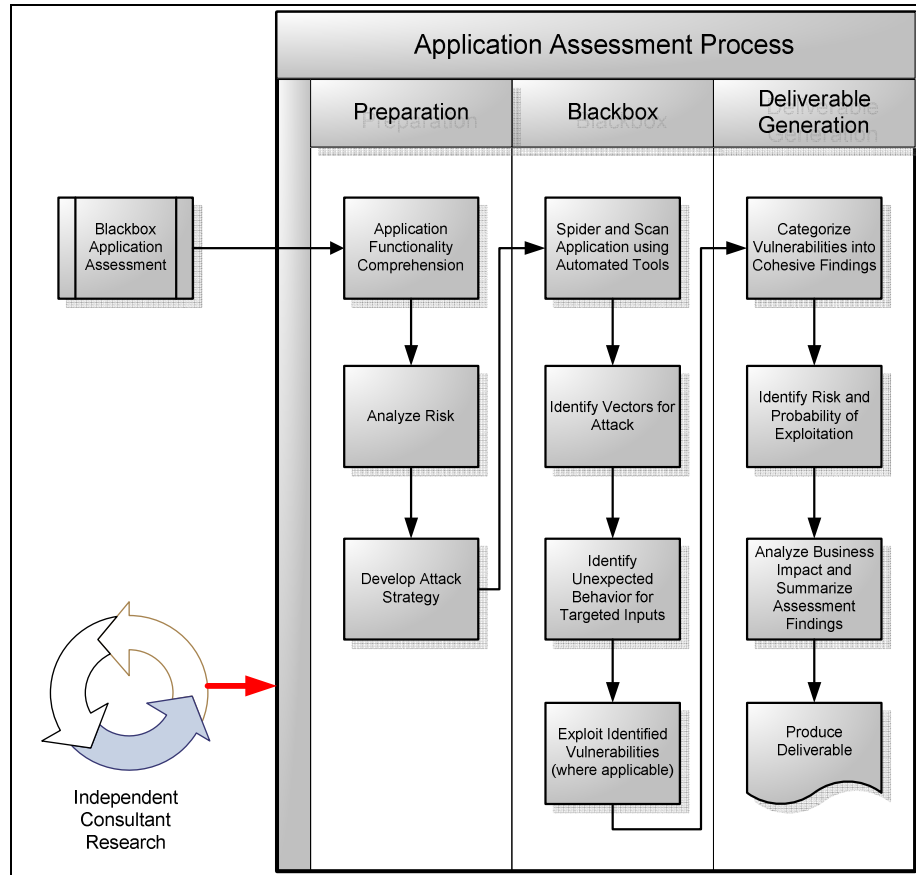 Application Assessment Process
Preparation
Blackbox
Deliverable
Generation
Blackbox
Application
Assessment
Application
Functionality
Comprehension
Analyze Risk
Develop Attack
Strategy
Spider and Scan
Application using
Automated Tools
Identify Vectors for
Attack
Identify
Unexpected
Behavior for
Targeted Inputs
Exploit Identified
Vulnerabilities
(where applicable)
Categorize
Vulnerabilities into
Cohesive Findings
Identify Risk and
Probability of
Exploitation
Analyze Business
Impact and
Summarize
Assessment
Findings
Produce
Deliverable
Independent
Consultant
Research